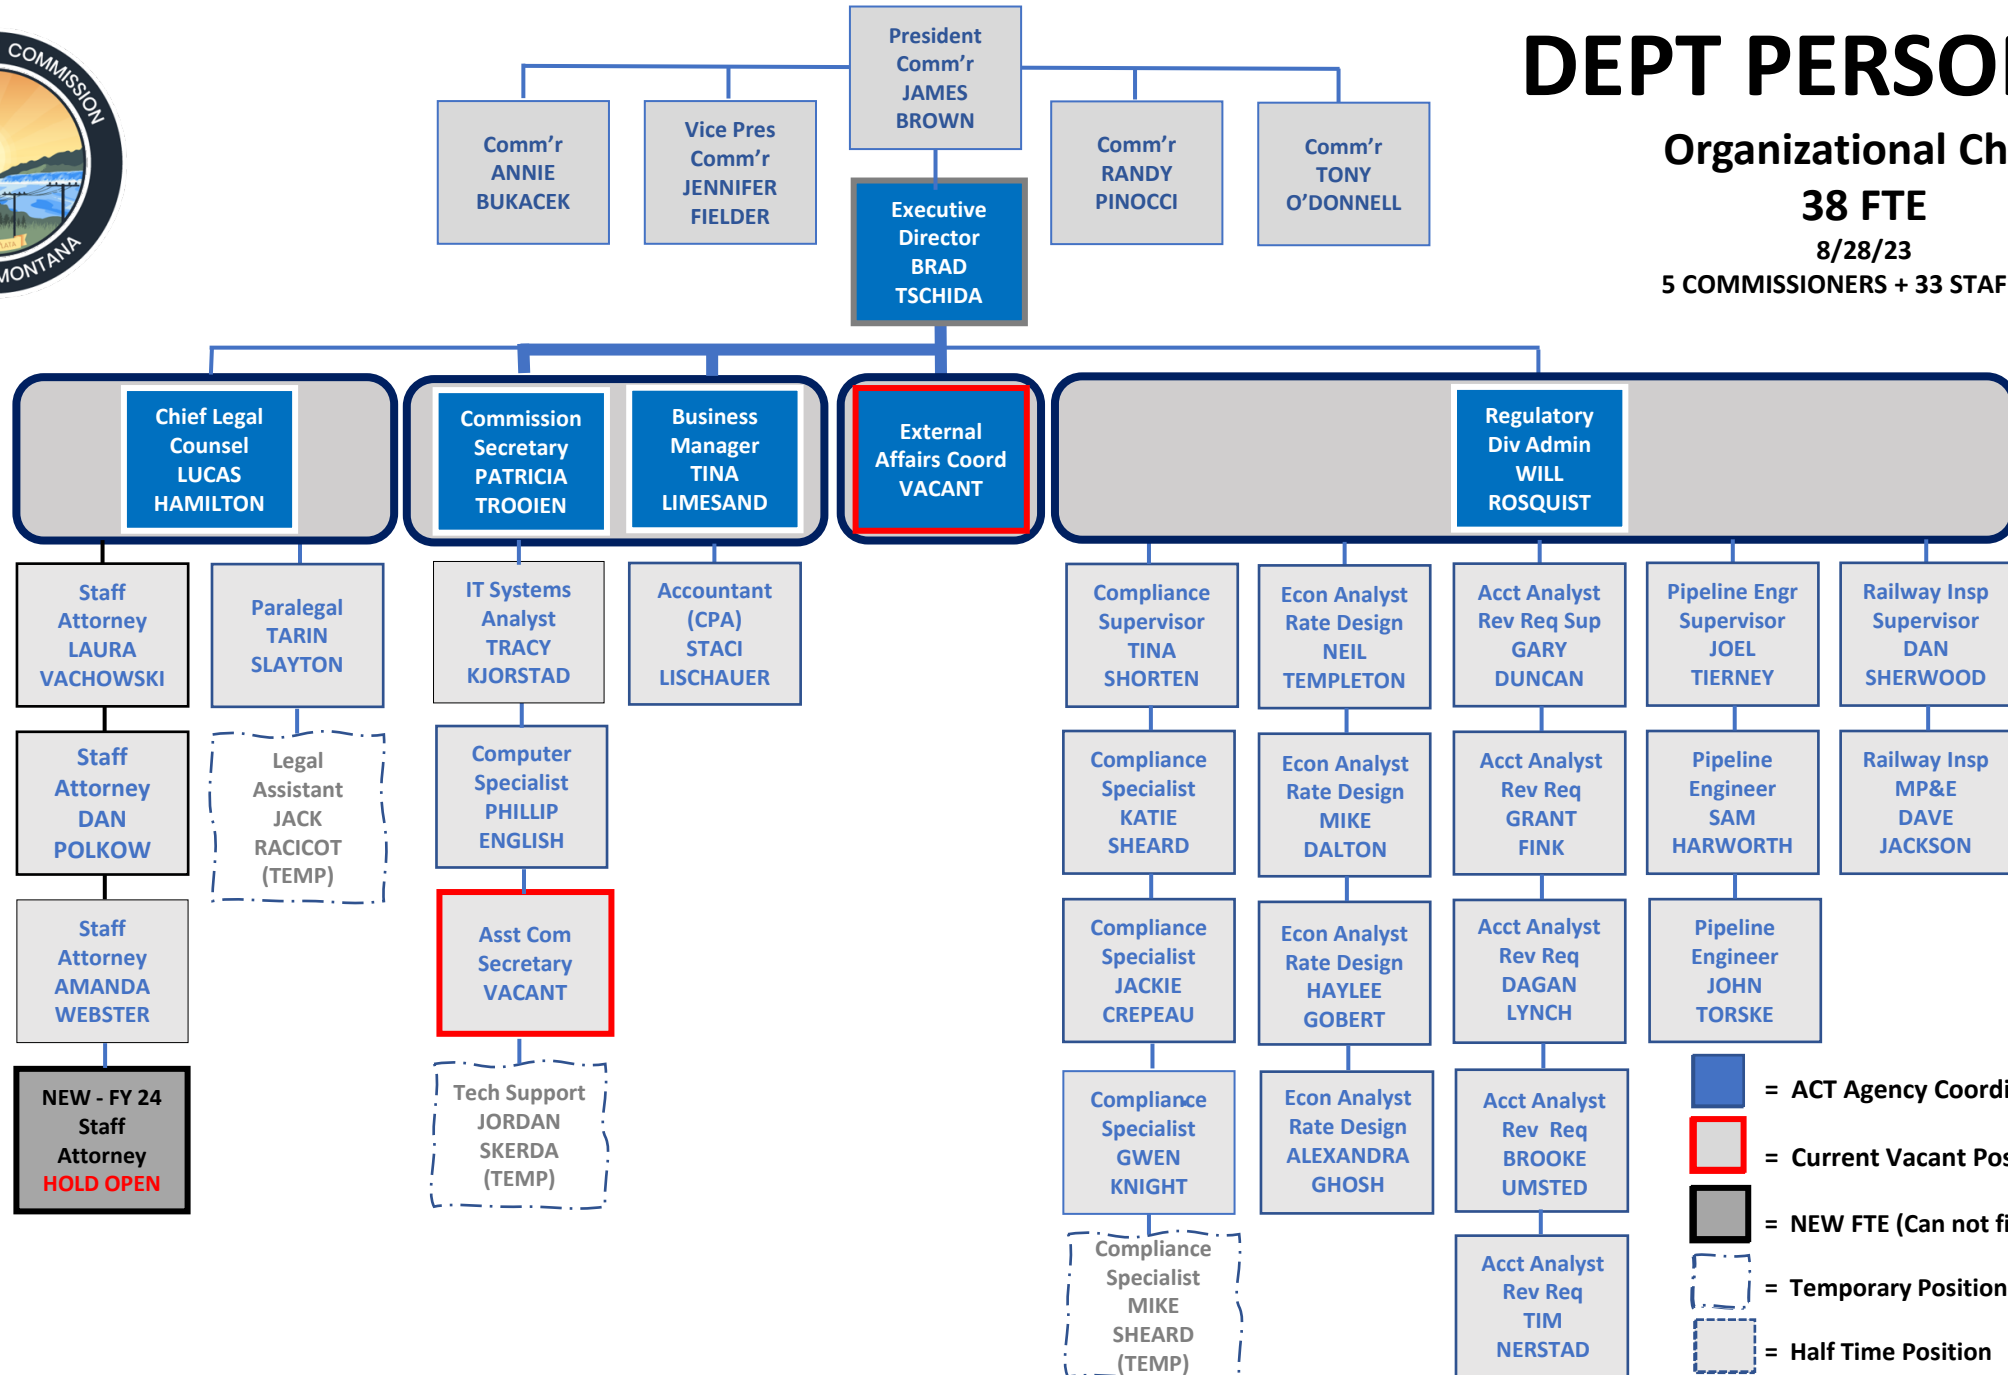 COMMISSION
MONTANA
President
Comm'r
JAMES
BROWN
Comm'r
ANNIE
BUKACEK
Vice Pres
Comm'r
JENNIFER
FIELDER
Comm'r
RANDY
PINOCCI
Comm'r
TONY
O'DONNELL
Executive
Director
BRAD
TSCHIDA
DEPT
Organizational
38 FTE
8/28/23
5 COMMISSIONERS + 33
Chief Legal
Counsel
LUCAS
HAMILTON
Commission
Secretary
PATRICIA
TROOIEN
Business
Manager
TINA
LIMESAND
External
Affairs Coord
VACANT
Regulatory
Div Admin
WILL
ROSQUIST
Staff
Attorney
LAURA
VACHOWSKI
Staff
Attorney
DAN
POLKOW
Staff
Attorney
AMANDA
WEBSTER
NEW - FY 24
Staff
Attorney
HOLD OPEN
Paralegal
TARIN
SLAYTON
Legal
Assistant
JACK
RACICOT
(TEMP)
IT Systems
Analyst
TRACY
KJORSTAD
Computer
Specialist
PHILLIP
ENGLISH
Asst Com
Secretary
VACANT
Tech Support
JORDAN
SKERDA
(TEMP)
Accountant
(CPA)
STACI
LISCHAUER
Compliance
Supervisor
TINA
SHORTEN
Compliance
Specialist
KATIE
SHEARD
Compliance
Specialist
JACKIE
CREPEAU
Compliance
Specialist
GWEN
KNIGHT
Compliance
Specialist
MIKE
SHEARD
(TEMP)
Econ Analyst
Rate Design
NEIL
TEMPLETON
Econ Analyst
Rate Design
MIKE
DALTON
Econ Analyst
Rate Design
HAYLEE
GOBERT
Econ Analyst
Rate Design
ALEXANDRA
GHOSH
Acct Analyst
Rev Req Sup
GARY
DUNCAN
Acct Analyst
Rev Req
GRANT
FINK
Acct Analyst
Rev Req
DAGAN
LYNCH
Acct Analyst
Rev Req
BROOKE
UMSTED
Acct Analyst
Rev Req
TIM
NERSTAD
Pipeline Engr
Supervisor
JOEL
TIERNEY
Pipeline
Engineer
SAM
HARWORTH
Pipeline
Engineer
JOHN
TORSKE
Railway Insp
Supervisor
DAN
SHERWOOD
Railway Insp
MP&E
DAVE
JACKSON
= ACT Agency
= Current Vacant
= NEW FTE (Can not
= Temporary Position
= Half Time Position